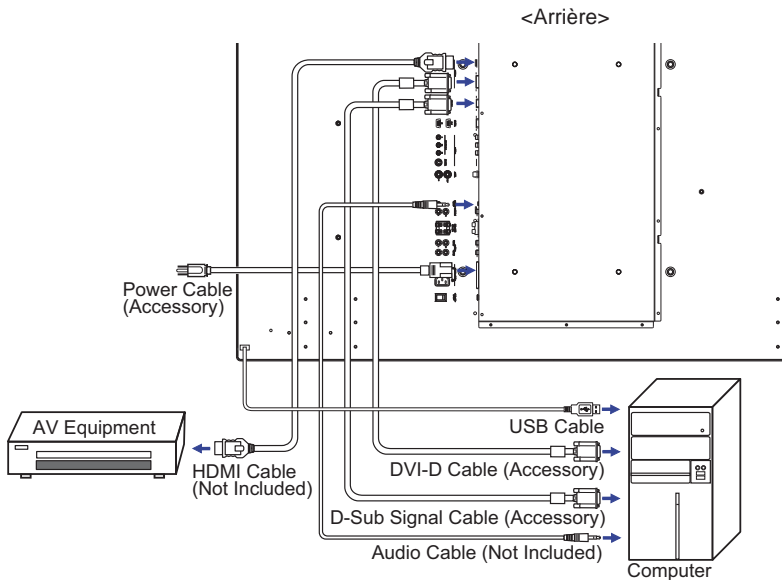 <Arrière>
Power Cable
(Accessory)
AV Equipment
HDMI Cable
(Not Included)
USB Cable
DVI-D Cable (Accessory)
D-Sub Signal Cable (Accessory)
Audio Cable (Not Included)
Computer